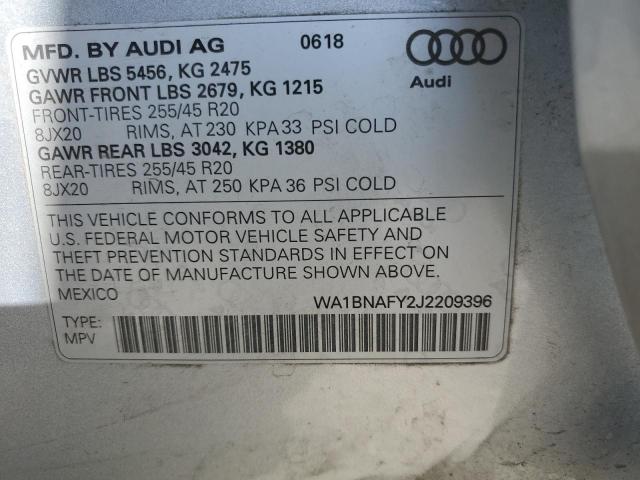 MFD. BY AUDI AG 0618
GVWR LBS 5456, KG 2475
GAWR FRONT LBS 2679, KG 1215
Audi
FRONT-TIRES 255/45 R20
8JX20 RIMS, AT 230 KPA 33 PSI COLD
GAWR REAR LBS 3042, KG 1380
REAR-TIRES 255/45 R20
8JX20 RIMS, AT 250 KPA 36 PSI COLD
THIS VEHICLE CONFORMS TO ALL APPLICABLE
U.S. FEDERAL MOTOR VEHICLE SAFETY AND
THEFT PREVENTION STANDARDS IN EFFECT ON
THE DATE OF MANUFACTURE SHOWN ABOVE.
MEXICO WA1BNAFY2J2209396
TYPE:
MPV